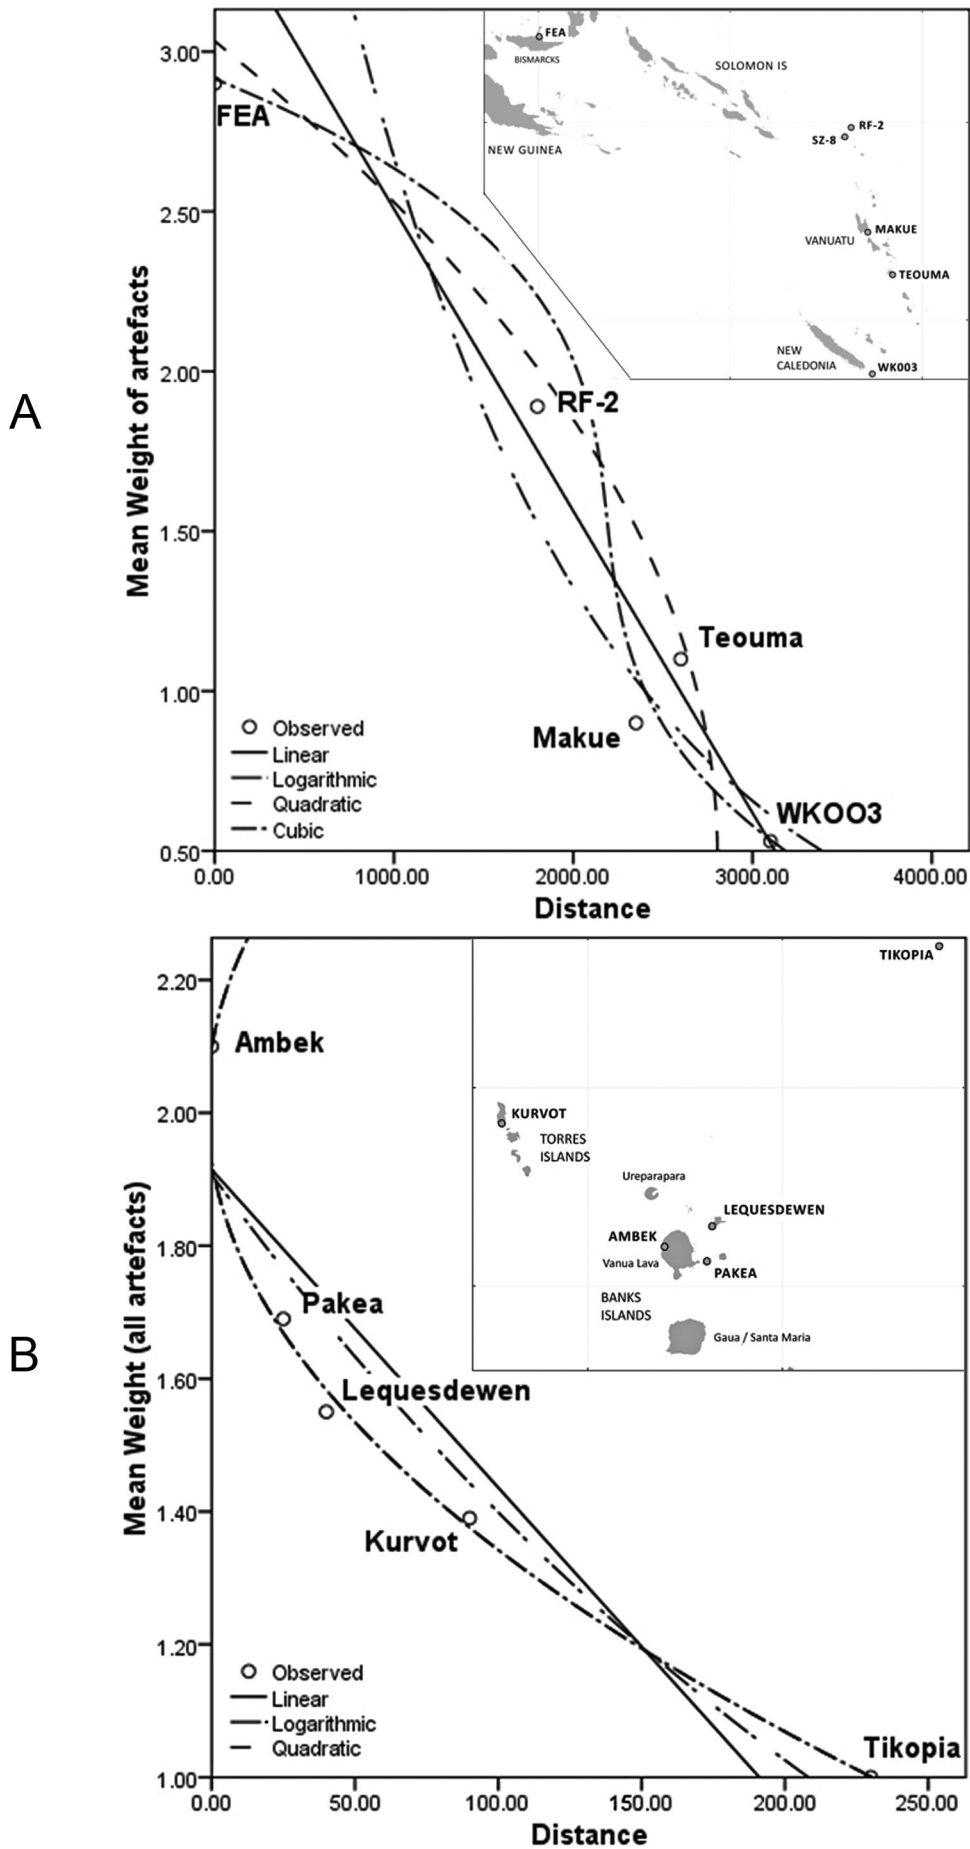 A
Mean Weight of artefacts
3.00
2.50
2.00
1.50
1.00
0.50
FEA
RF-2
Teouma
Makue
WKOO3
Observed
Linear
Logarithmic
Quadratic
Cubic
0.00 1000.00 2000.00 3000.00 4000.00
Distance
FEA
BISMARCKS
SOLOMON IS
NEW GUINEA
RF-2
SZ-8
MAKUE
VANUATU
TEOUMA
NEW
CALEDONIA
WK003
B
Mean Weight (all artefacts)
2.20
2.00
1.80
1.60
1.40
1.20
1.00
Ambek
Pakea
Lequesdewen
Kurvot
Tikopia
Observed
Linear
Logarithmic
Quadratic
0.00 50.00 100.00 150.00 200.00 250.00
Distance
TIKOPIA
KURVOT
TORRES
ISLANDS
Ureparapara
LEQUESDEWEN
AMBEK
Vanua Lava
PAKEA
BANKS
ISLANDS
Gaua / Santa Maria